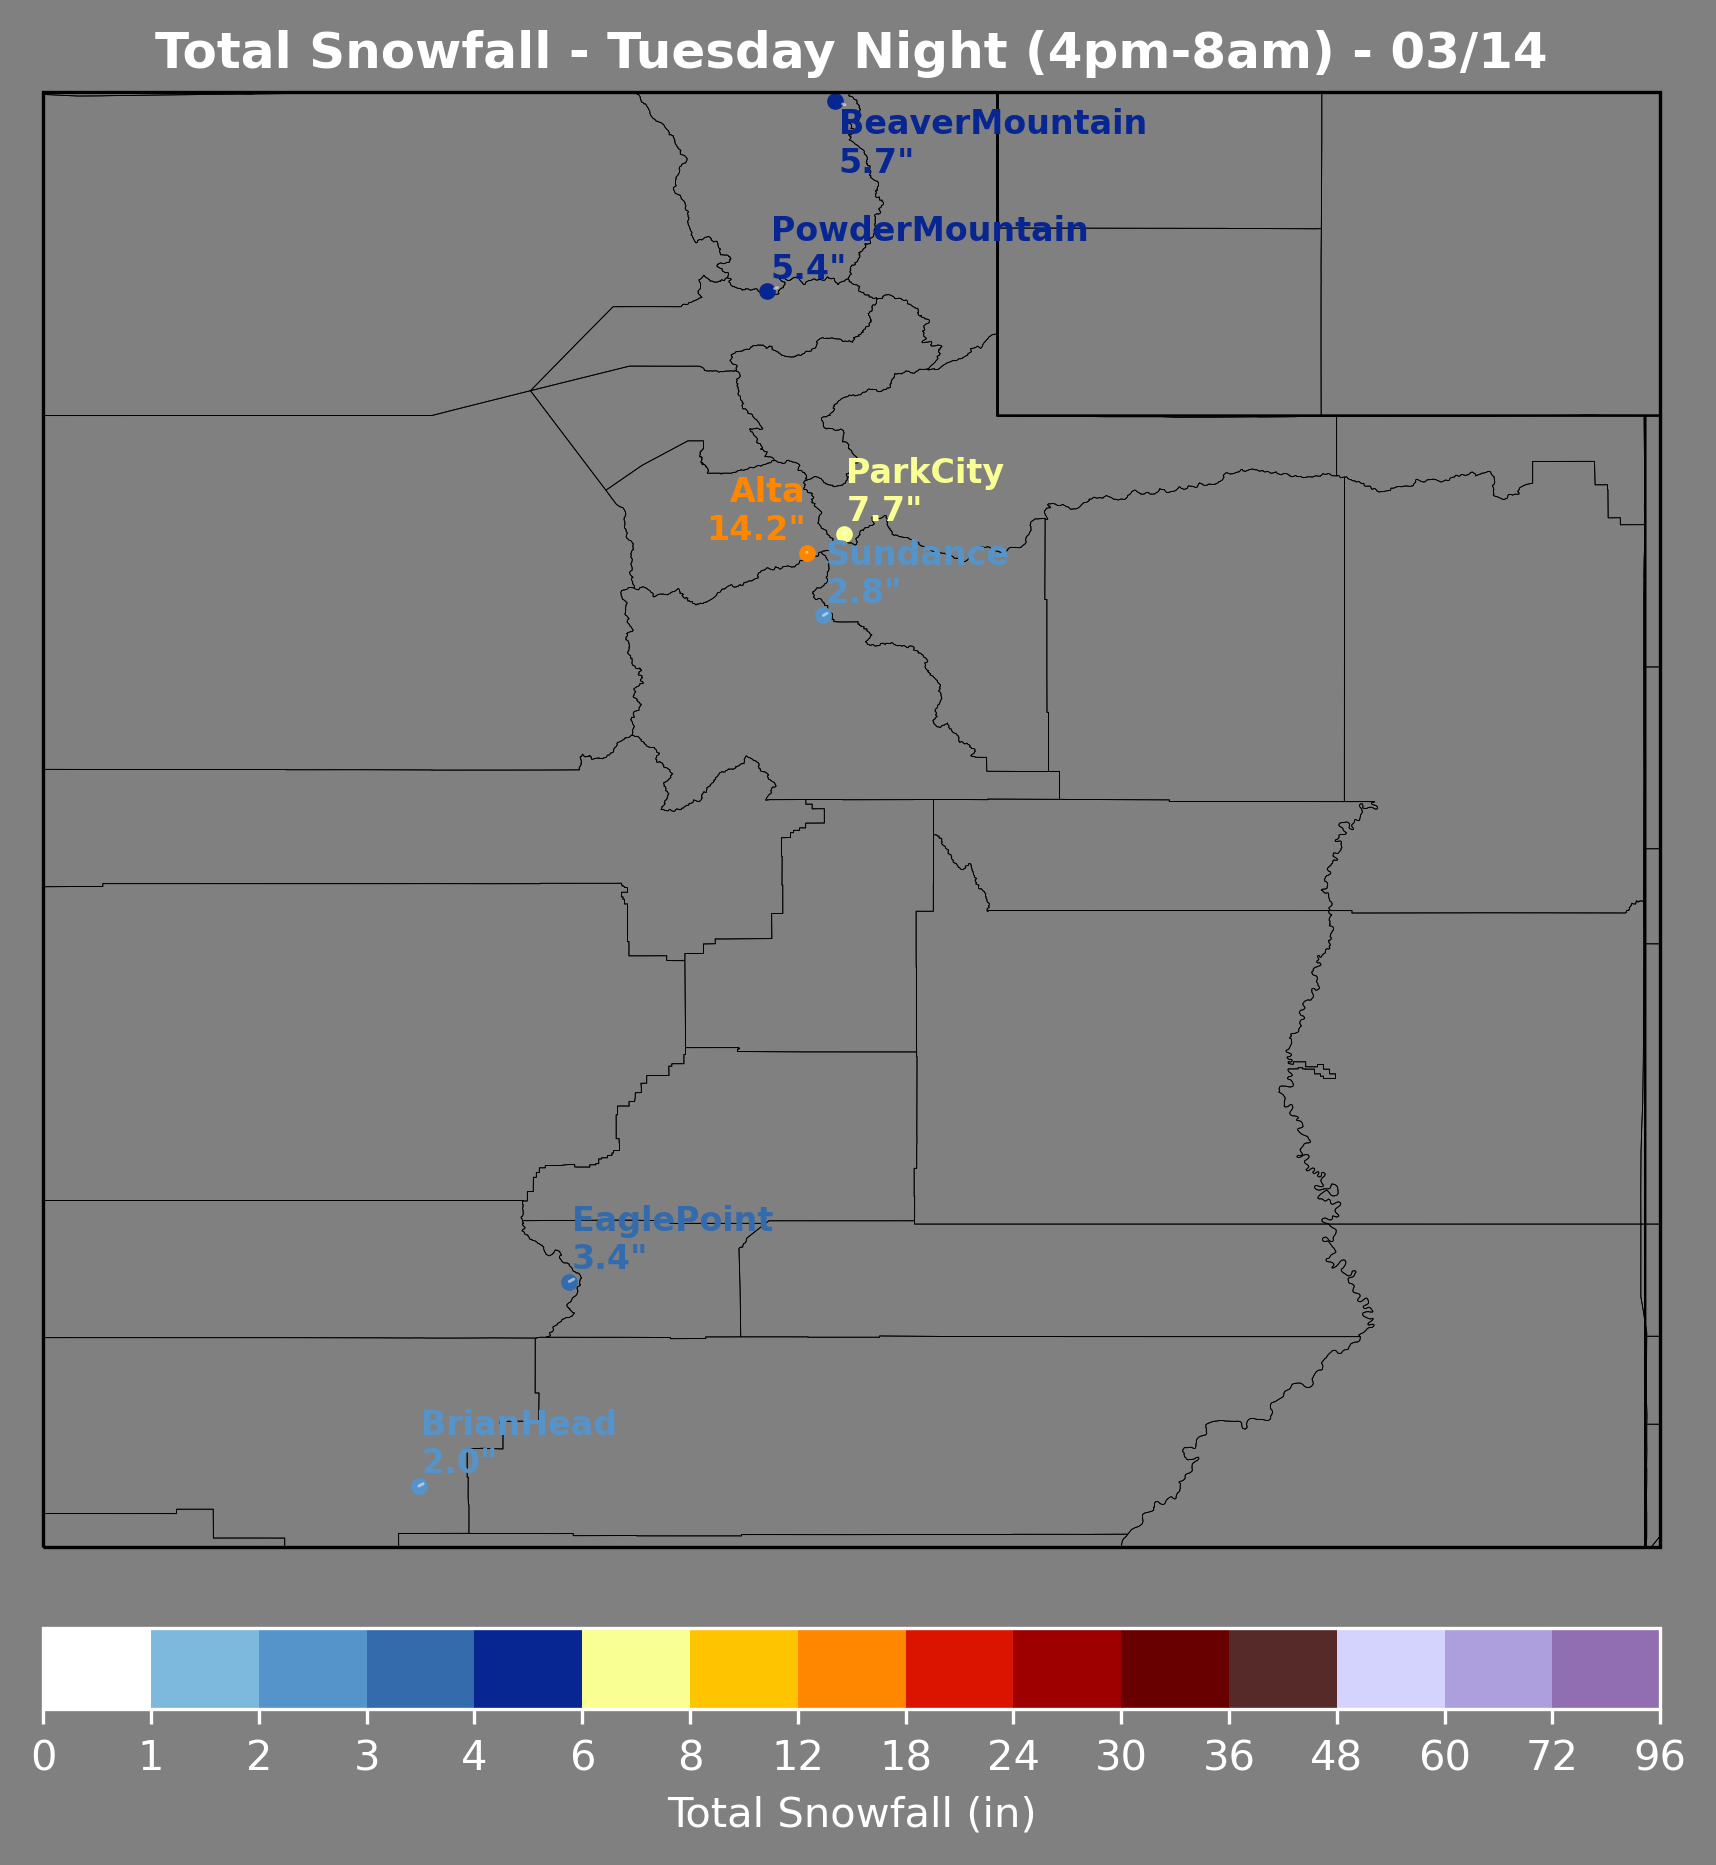 Total Snowfall - Tuesday Night (4pm-8am) - 03/14
BeaverMountain
5.7"
PowderMountain
5.4"
ParkCity
7.7"
Alta
14.2"
Sundance
2.8"
EaglePoint
3.4"
BrianHead
2.0"
0 1 2 3 4 6 8 12 18 24 30 36 48 60 72 96
Total Snowfall (in)